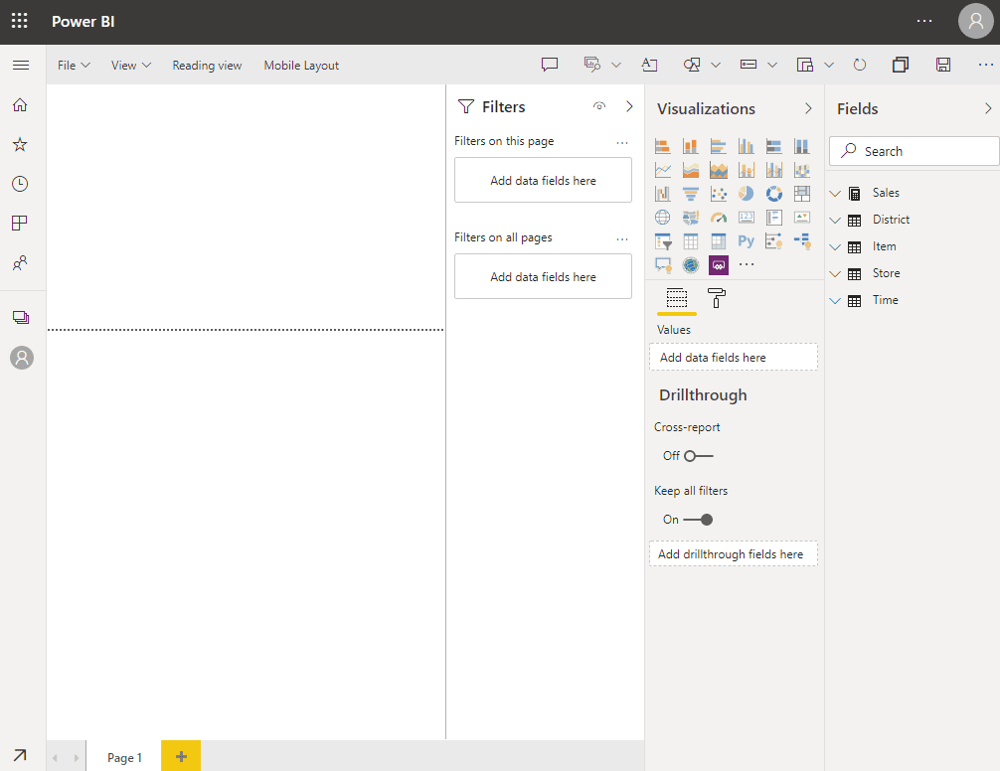 Power BI
File
View
Reading view
Mobile Layout
Filters
Filters on this page
Add data fields here
Filters on all pages
Add data fields here
Visualizations
123
Py
Values
Add data fields here
Drillthrough
Cross-report
Off
Keep all filters
On
Add drillthrough fields here
Fields
Search
Sales
District
Item
Store
Time
Page 1